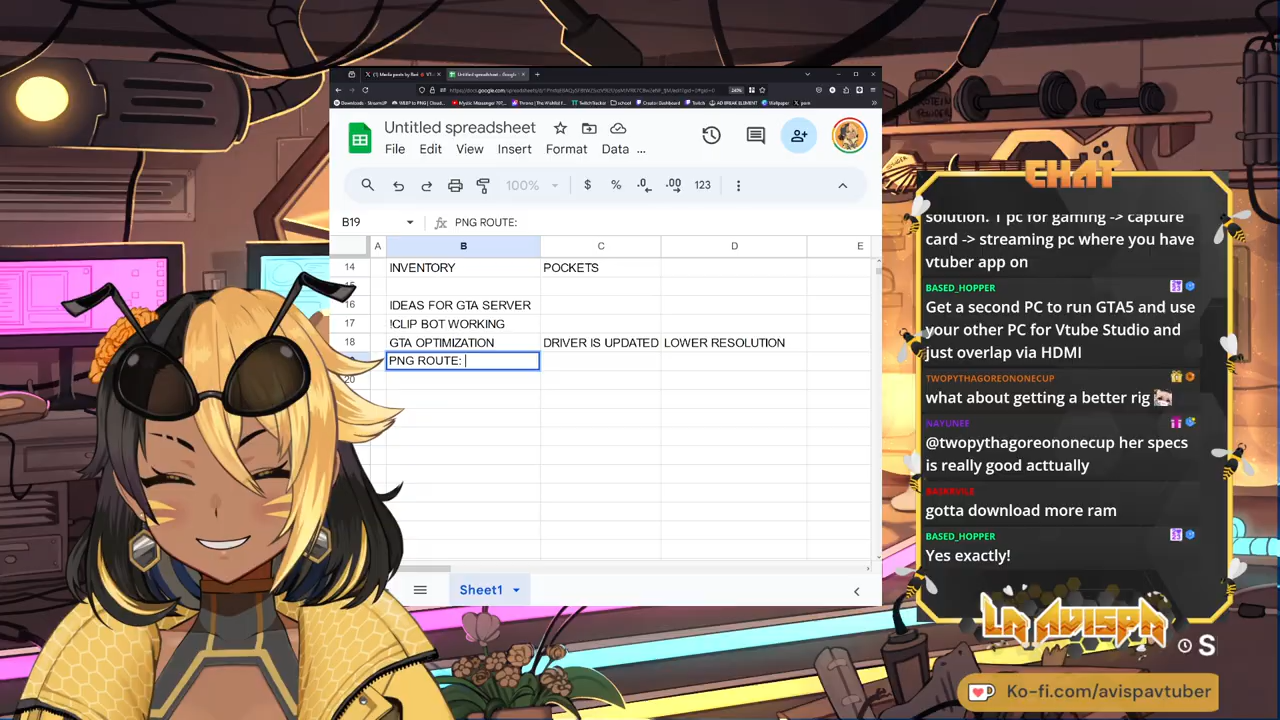 Untitled spreadsheet - Google
Untitled spreadsheet
File Edit View Insert Format Data ...
100% $ % .0 .00 123
B19 PNG ROUTE:
A B C D E
14 INVENTORY POCKETS
16 IDEAS FOR GTA SERVER
17 !CLIP BOT WORKING
18 GTA OPTIMIZATION DRIVER IS UPDATED LOWER RESOLUTION
PNG ROUTE:
20
Sheet1
CHAT
solution. 1 pc for gaming -> capture
card -> streaming pc where you have
vtuber app on
BASED_HOPPER
Get a second PC to run GTA5 and use
your other PC for Vtube Studio and
just overlap via HDMI
TWOPYTHAGOREONONECUP
what about getting a better rig
NAYUNEE
@twopythagoreononecup her specs
is really good acttually
BASKRVILE
gotta download more ram
BASED_HOPPER
Yes exactly!
LA AVISPA
S
Ko-fi.com/avispavtuber